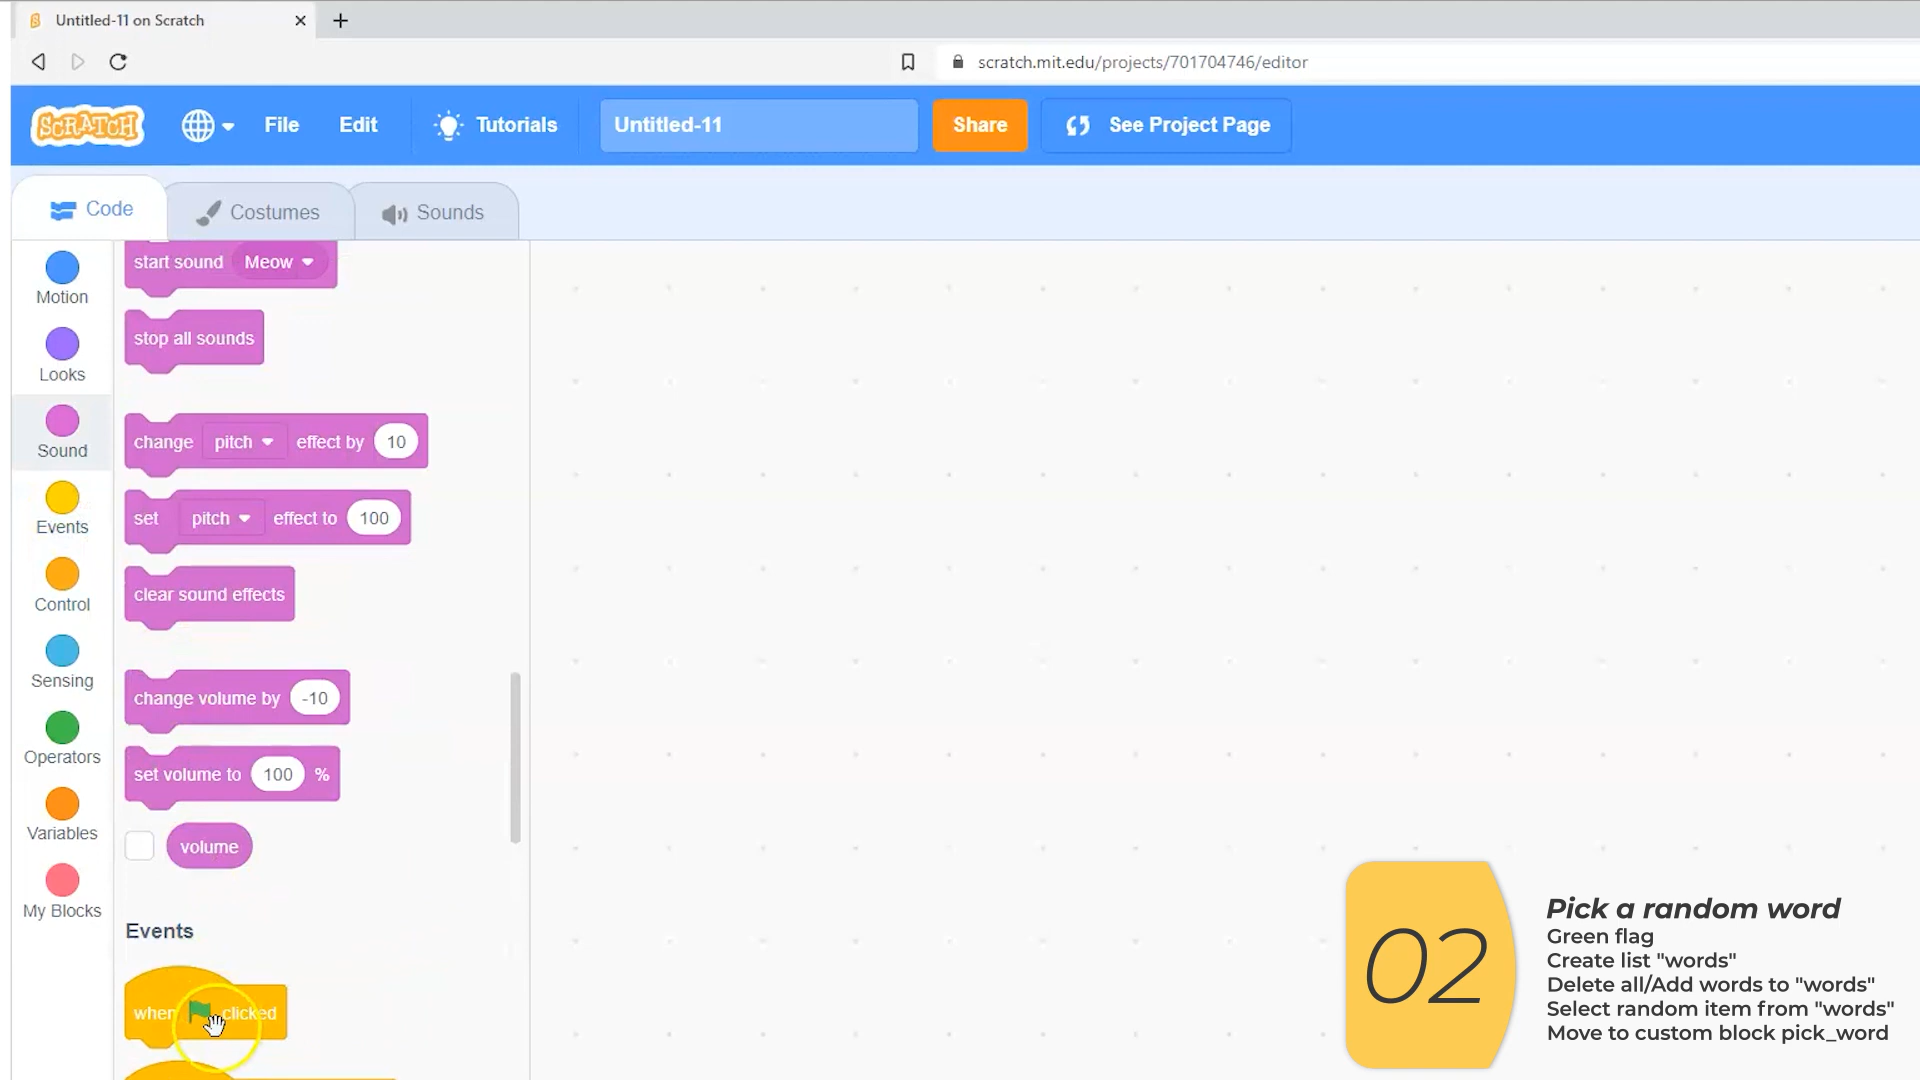 Untitled-11 on Scratch
scratch.mit.edu/projects/701704746/editor
SCRATCH
File
Edit
Tutorials
Untitled-11
Share
See Project Page
Code
Costumes
Sounds
Motion
Looks
Sound
Events
Control
Sensing
Operators
Variables
My Blocks
start sound Meow
stop all sounds
change pitch effect by 10
set pitch effect to 100
clear sound effects
change volume by -10
set volume to 100 %
volume
Events
when clicked
02
Pick a random word
Green flag
Create list "words"
Delete all/Add words to "words"
Select random item from "words"
Move to custom block pick_word